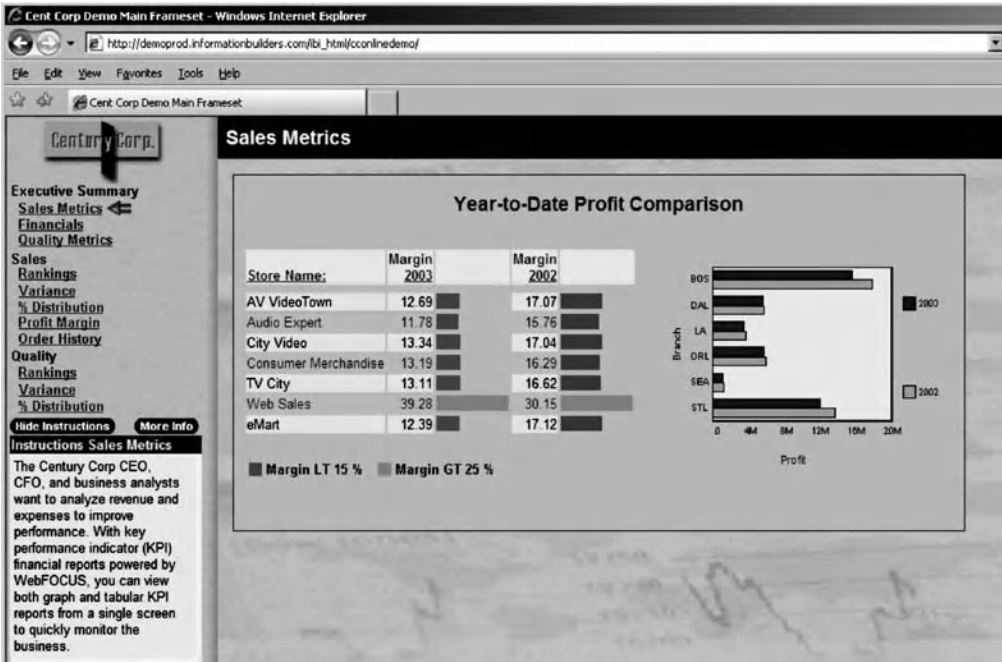 Cent Corp Demo Main Frameset - Windows Internet Explorer
http://demoprod.informationbuilders.com/ibi_html/cconlinedemo/
File Edit View Favorites Tools Help
Cent Corp Demo Main Frameset
Century Corp.
Executive Summary
Sales Metrics
Financials
Quality Metrics
Sales
Rankings
Variance
% Distribution
Profit Margin
Order History
Quality
Rankings
Variance
% Distribution
Hide Instructions More Info
Instructions Sales Metrics
The Century Corp CEO,
CFO, and business analysts
want to analyze revenue and
expenses to improve
performance. With key
performance indicator (KPI)
financial reports powered by
WebFOCUS, you can view
both graph and tabular KPI
reports from a single screen
to quickly monitor the
business.
Sales Metrics
Year-to-Date Profit Comparison
Store Name: Margin 2003 Margin 2002
AV VideoTown 12.69 17.07
Audio Expert 11.78 15.76
City Video 13.34 17.04
Consumer Merchandise 13.19 16.29
TV City 13.11 16.62
Web Sales 39.28 30.15
eMart 12.39 17.12
Margin LT 15 % Margin GT 25 %
Branch
BOS
DAL
LA
ORL
SEA
STL
0 4M 8M 12M 16M 20M
Profit
2003
2002